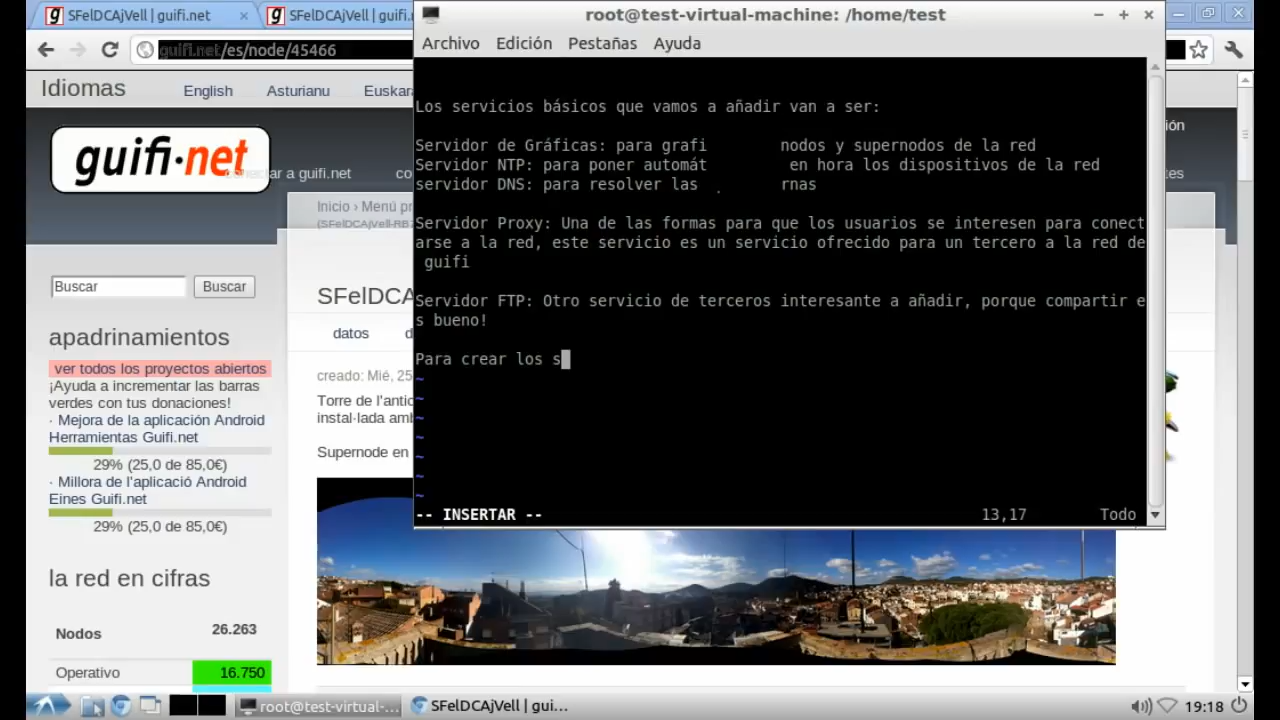 SFelDCAjVell | guifi.net
SFelDCAjVell | guifi.
root@test-virtual-machine: /home/test
guifi.net/es/node/45466
Archivo Edición Pestañas Ayuda
Idiomas English Asturianu Euskara
guifi·net
a guifi.net
Los servicios básicos que vamos a añadir van a ser:
Servidor de Gráficas: para grafi nodos y supernodos de la red
Servidor NTP: para poner automát en hora los dispositivos de la red
servidor DNS: para resolver las . rnas
Servidor Proxy: Una de las formas para que los usuarios se interesen para conect
arse a la red, este servicio es un servicio ofrecido para un tercero a la red de
guifi
Servidor FTP: Otro servicio de terceros interesante a añadir, porque compartir e
s bueno!
Para crear los s
~
~
~
~
~
~
~
-- INSERTAR -- 13,17 Todo
Inicio › Menú pr
(SFelDCAjVell-RB
SFelDCA
datos d
creado: Mié, 25
Torre de l'antic
instal·lada amb
Supernode en
Buscar Buscar
apadrinamientos
ver todos los proyectos abiertos
¡Ayuda a incrementar las barras
verdes con tus donaciones!
· Mejora de la aplicación Android
Herramientas Guifi.net
29% (25,0 de 85,0€)
· Millora de l'aplicació Android
Eines Guifi.net
29% (25,0 de 85,0€)
la red en cifras
Nodos 26.263
Operativo 16.750
root@test-virtual-... SFelDCAjVell | gui... 19:18